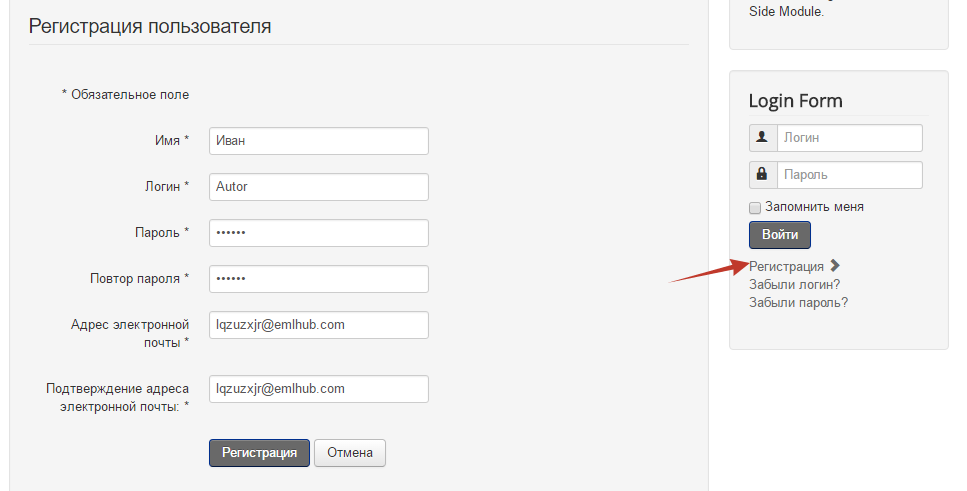 Регистрация пользователя
* Обязательное поле
Имя *
Иван
Логин *
Autor
Пароль *
••••••
Повтор пароля *
••••••
Адрес электронной
почты *
lqzuzxjr@emlhub.com
Подтверждение адреса
электронной почты: *
lqzuzxjr@emlhub.com
Регистрация
Отмена
Side Module.
Login Form
Логин
Пароль
Запомнить меня
Войти
Регистрация
Забыли логин?
Забыли пароль?